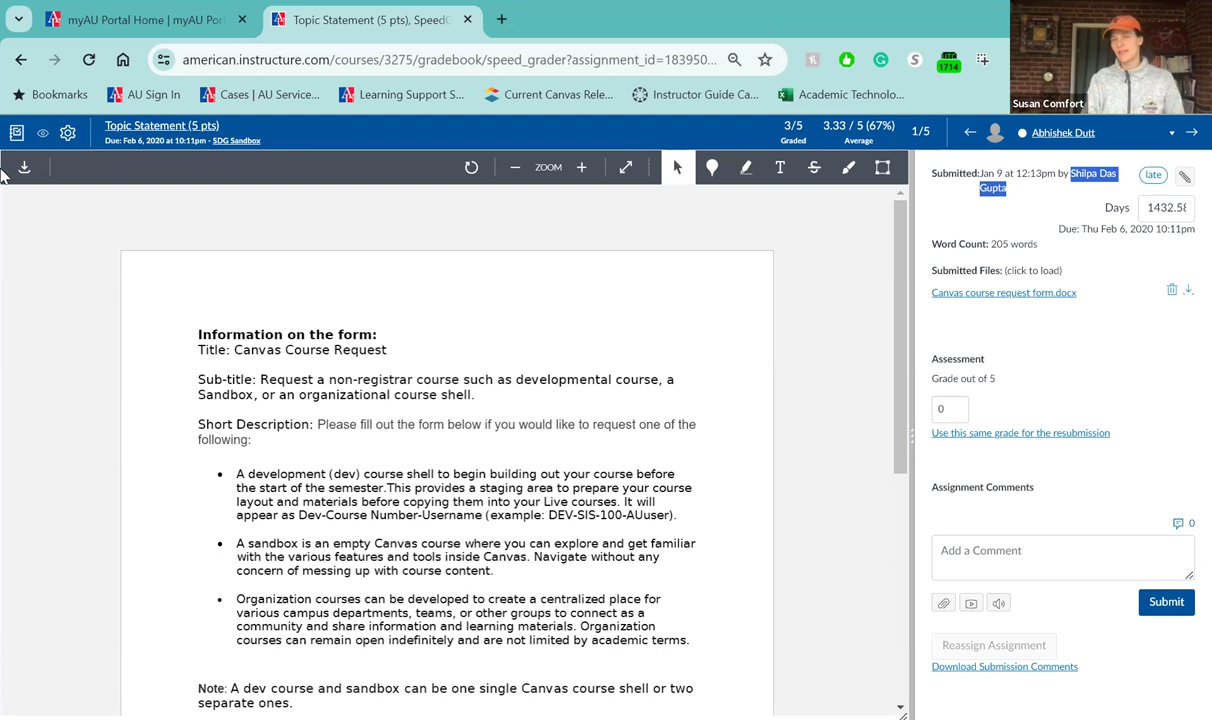 myAU Portal Home | myAU Por
Topic Statement (5 pts), SpeedG
american.instructure.com/courses/3275/gradebook/speed_grader?assignment_id=183950...
1714
Bookmarks
AU Sign In
Cases | AU Service...
Learning Support S...
Current Canvas Rele...
Instructor Guide Ca...
Academic Technolo...
Susan Comfort
Topic Statement (5 pts)
Due: Feb 6, 2020 at 10:11pm - SDG Sandbox
3/5
Graded
3.33 / 5 (67%)
Average
1/5
Abhishek Dutt
ZOOM
T
Submitted: Jan 9 at 12:13pm by Shilpa Das
Gupta
late
Days
1432.58
Due: Thu Feb 6, 2020 10:11pm
Word Count: 205 words
Submitted Files: (click to load)
Canvas course request form.docx
Assessment
Grade out of 5
0
Use this same grade for the resubmission
Assignment Comments
0
Add a Comment
Submit
Reassign Assignment
Download Submission Comments
Information on the form:
Title: Canvas Course Request
Sub-title: Request a non-registrar course such as developmental course, a
Sandbox, or an organizational course shell.
Short Description: Please fill out the form below if you would like to request one of the
following:
• A development (dev) course shell to begin building out your course before
the start of the semester.This provides a staging area to prepare your course
layout and materials before copying them into your Live courses. It will
appear as Dev-Course Number-Username (example: DEV-SIS-100-AUuser).
• A sandbox is an empty Canvas course where you can explore and get familiar
with the various features and tools inside Canvas. Navigate without any
concern of messing up with course content.
• Organization courses can be developed to create a centralized place for
various campus departments, teams, or other groups to connect as a
community and share information and learning materials. Organization
courses can remain open indefinitely and are not limited by academic terms.
Note: A dev course and sandbox can be one single Canvas course shell or two
separate ones.